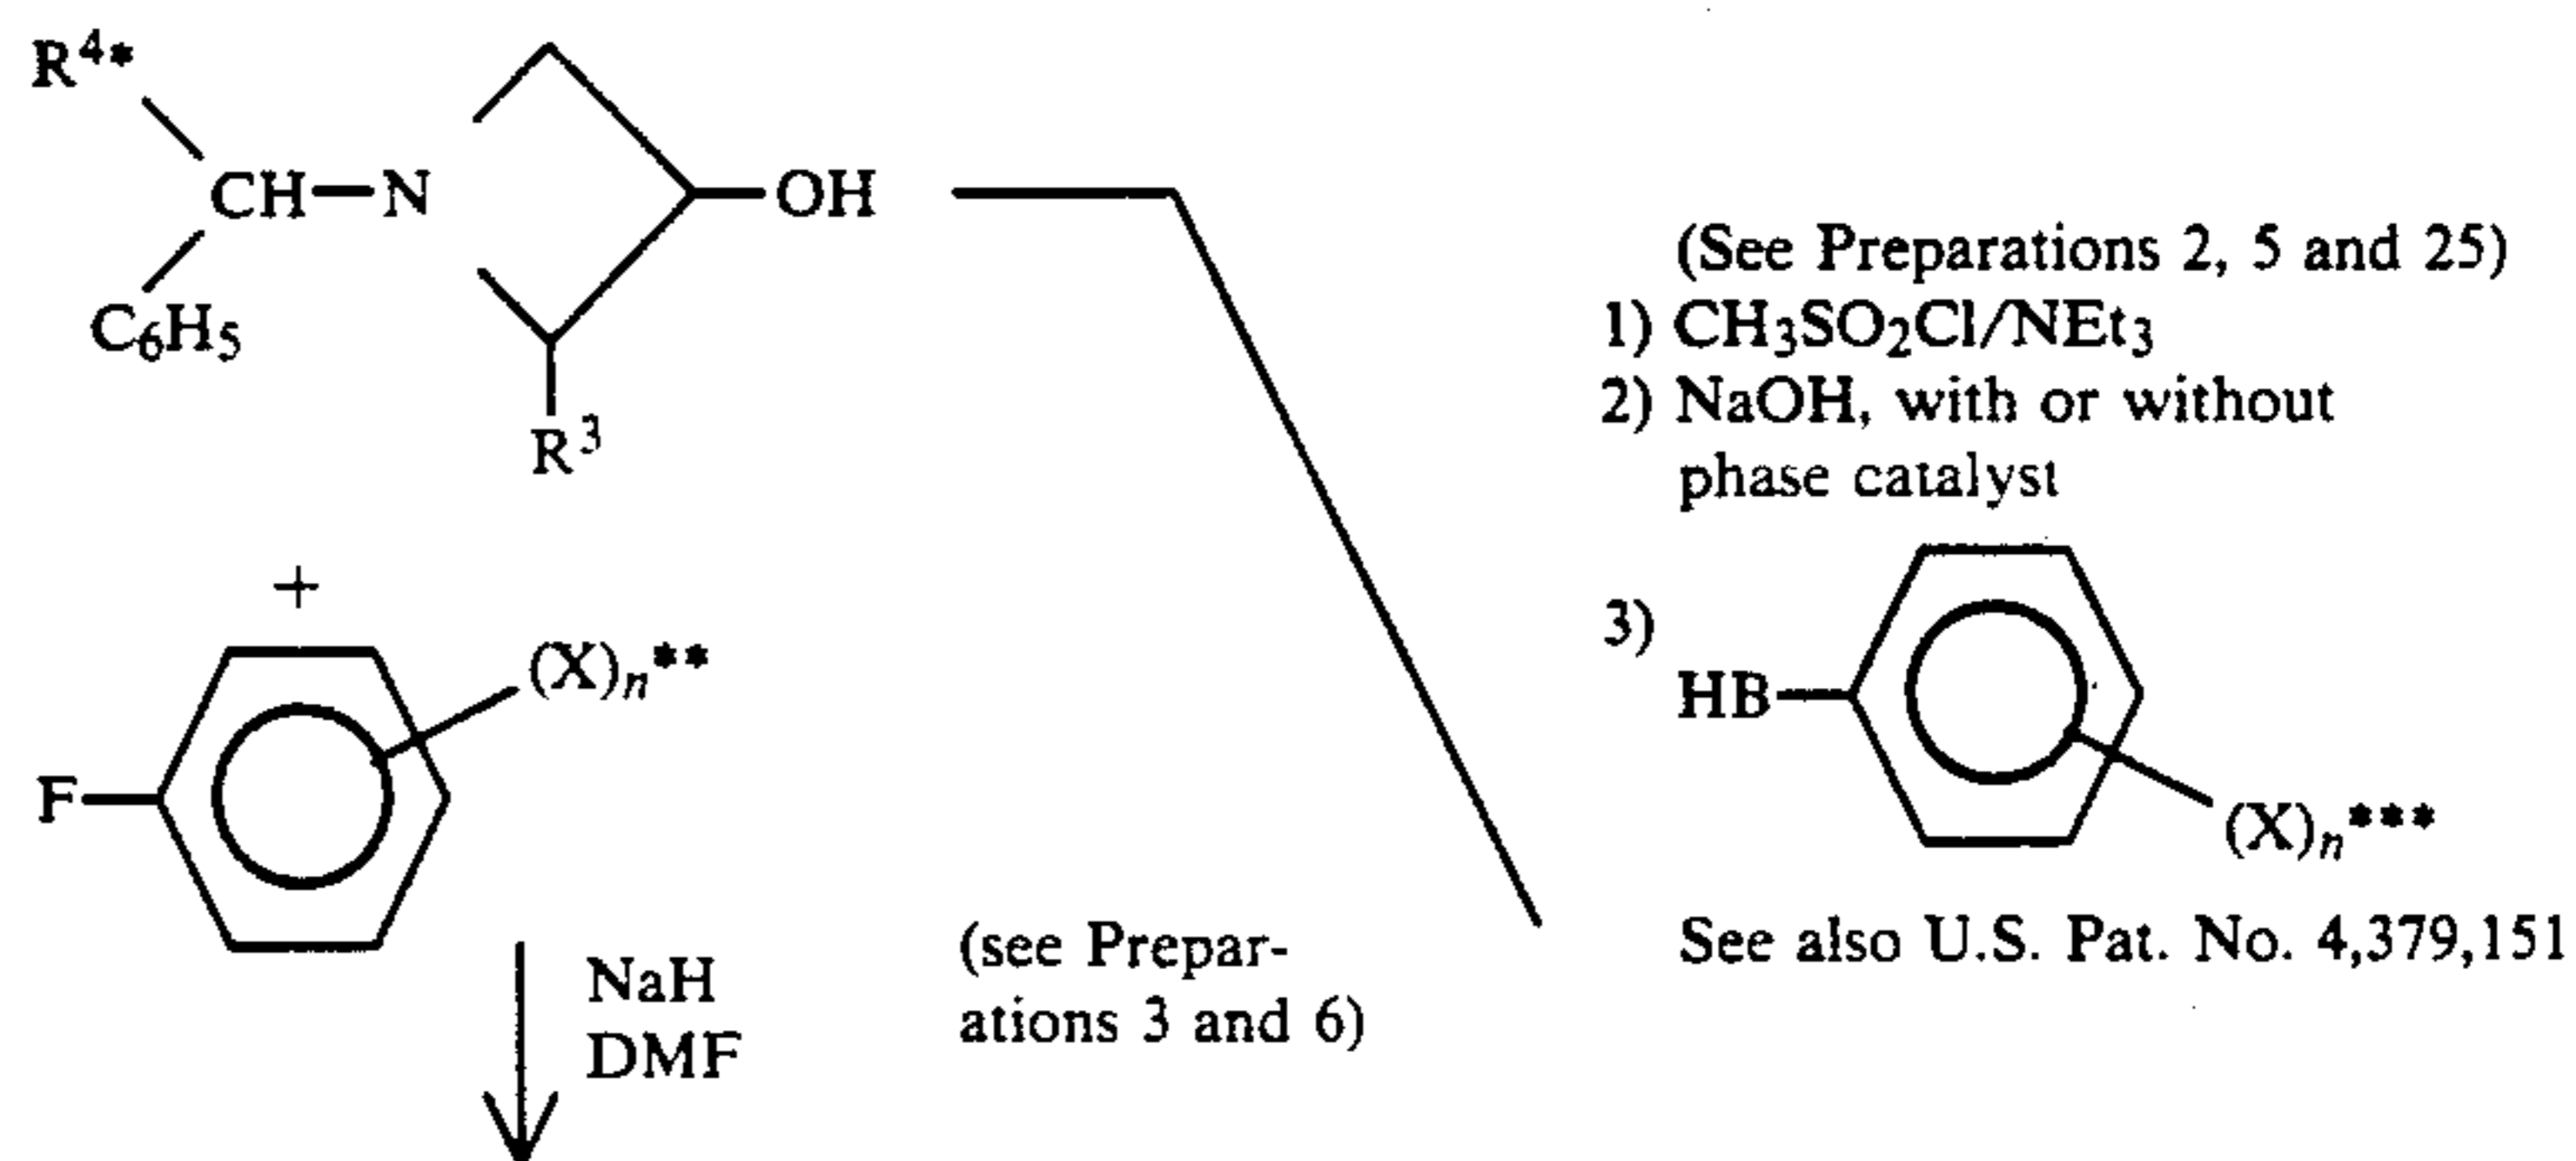 R⁴*
CH—N
OH
C₆H₅
R³
+
(X)ₙ**
F
NaH
DMF
(see Prepar-
ations 3 and 6)
(See Preparations 2, 5 and 25)
1) CH₃SO₂Cl/NEt₃
2) NaOH, with or without
phase catalyst
3)
HB
(X)ₙ***
See also U.S. Pat. No. 4,379,151